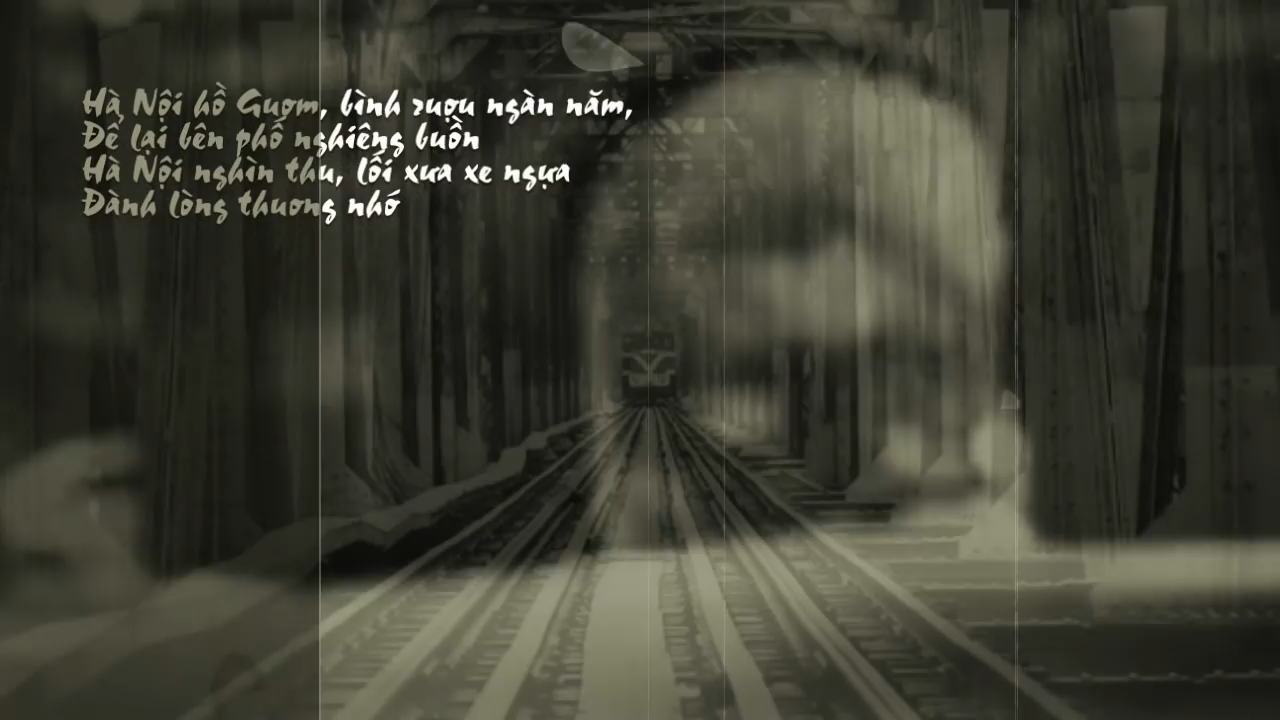 Hà Nội hồ Gươm, bình rượu ngàn năm,
Để lại bên phố nghiêng buồn
Hà Nội nghìn thu, lối xưa xe ngựa
Đành lòng thương nhớ